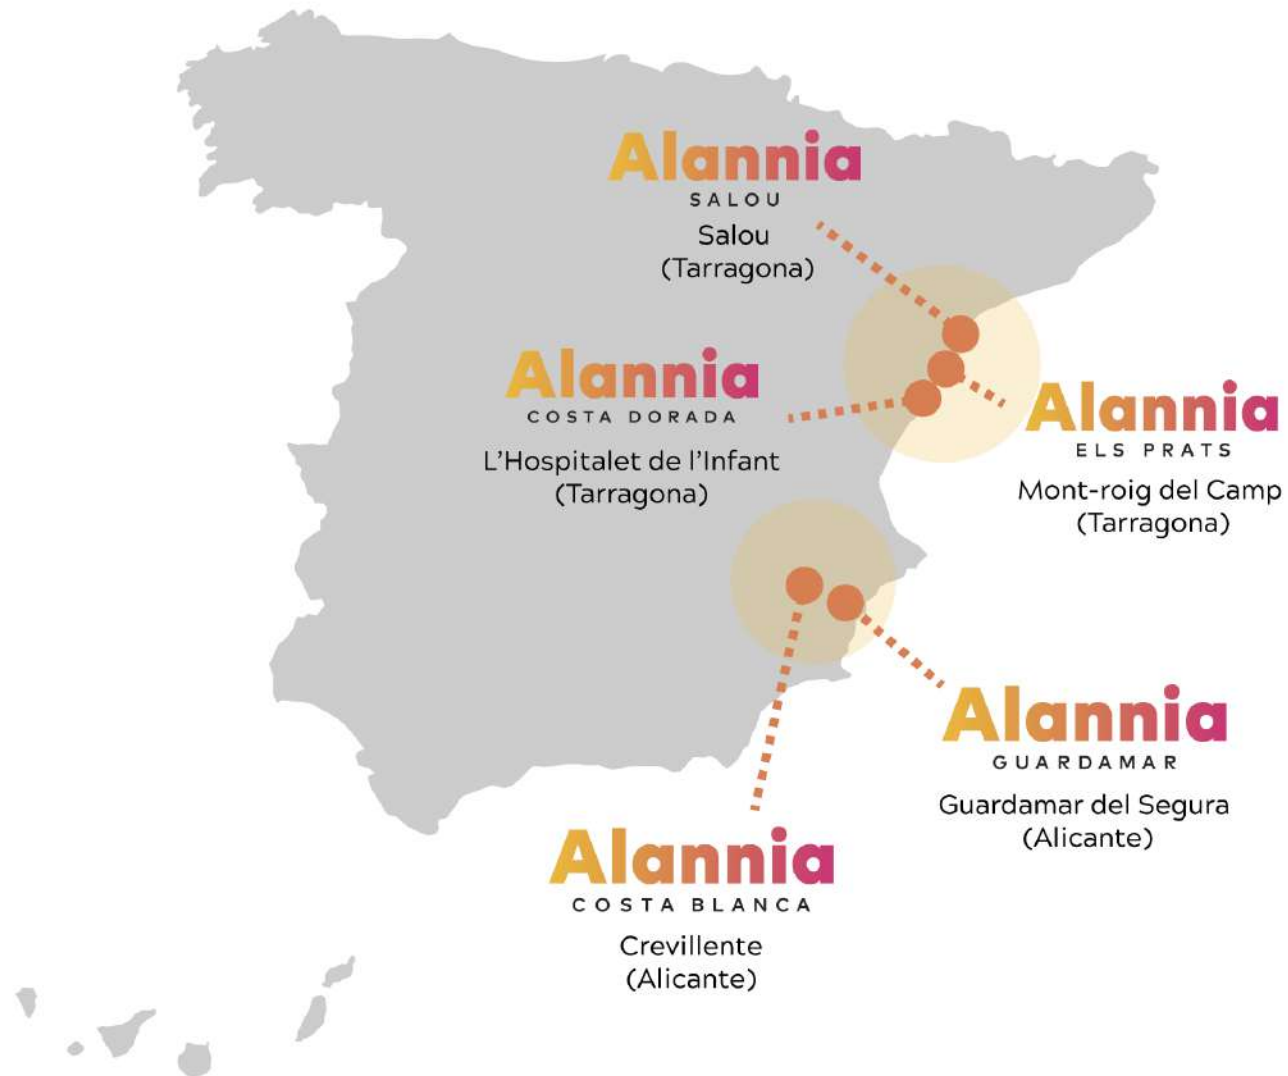 Alannia
SALOU
Salou
(Tarragona)
Alannia
COSTA DORADA
L'Hospitalet de l'Infant
(Tarragona)
Alannia
ELS PRATS
Mont-roig del Camp
(Tarragona)
Alannia
GUARDAMAR
Guardamar del Segura
(Alicante)
Alannia
COSTA BLANCA
Crevillente
(Alicante)